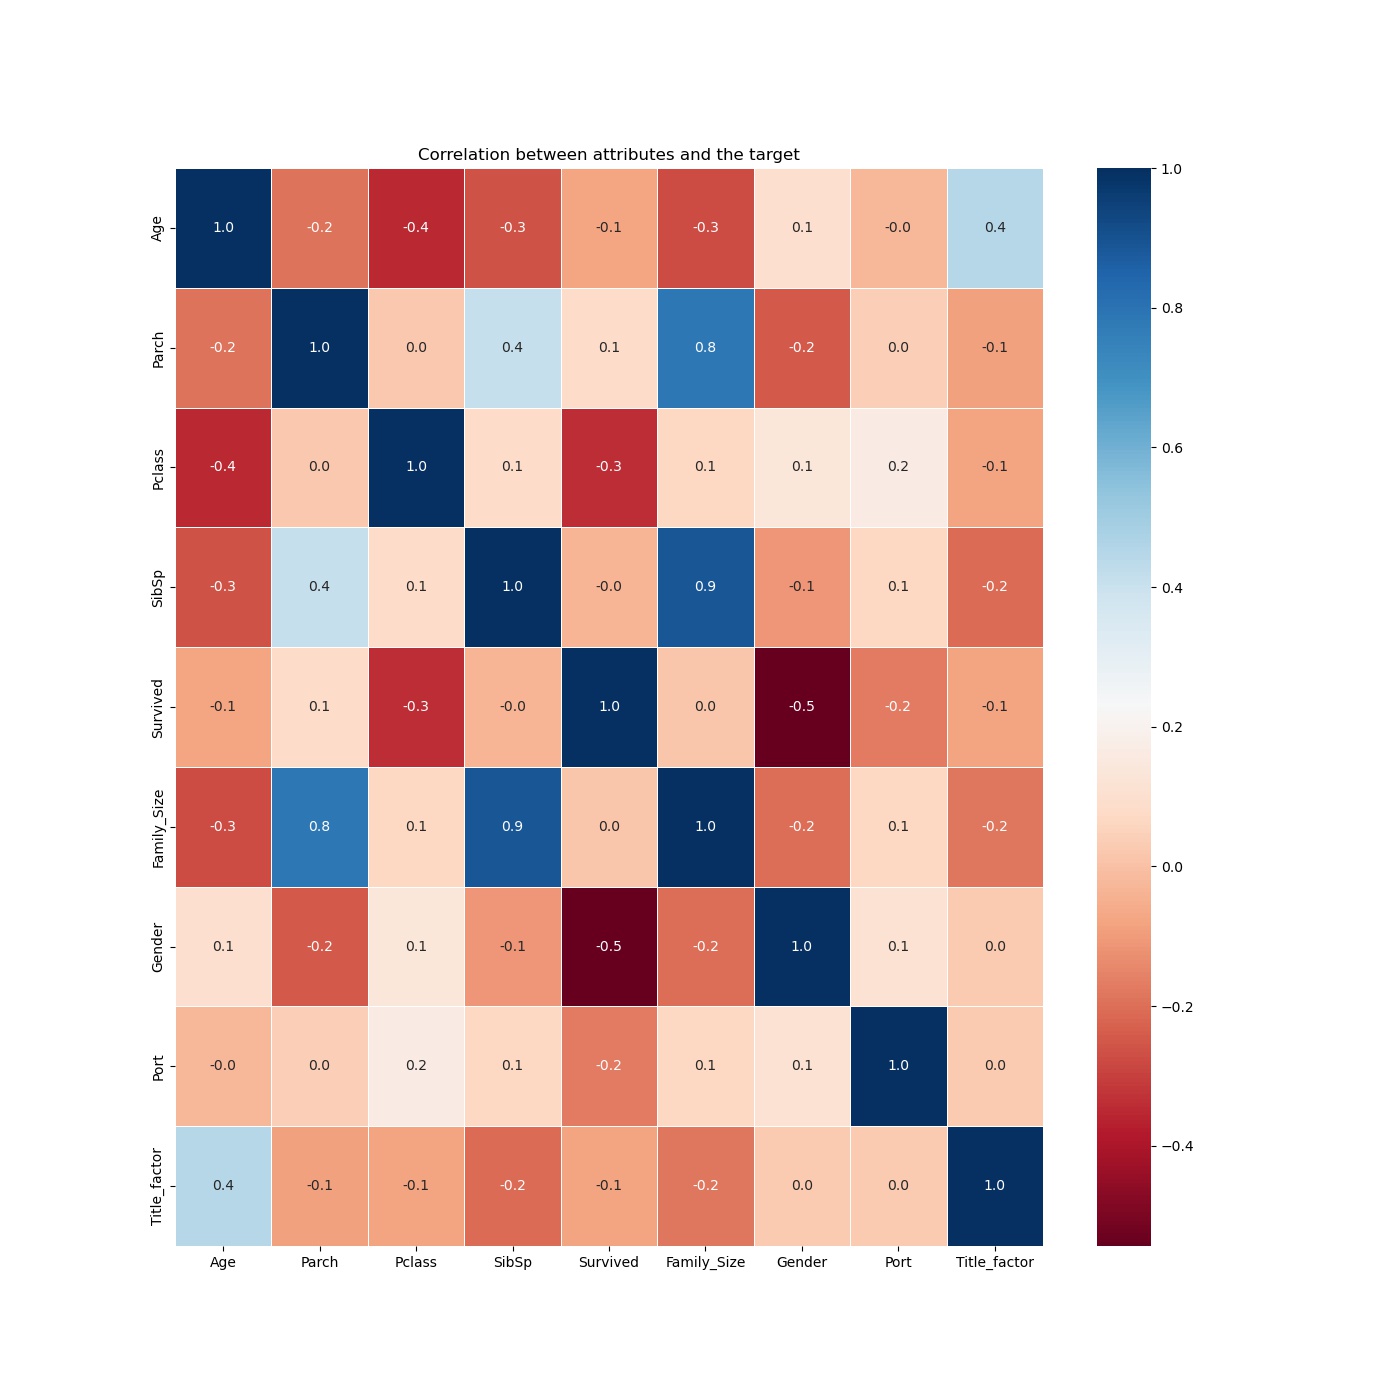 Correlation between attributes and the target
Age 1.0 -0.2 -0.4 -0.3 -0.1 -0.3 0.1 -0.0 0.4
Parch -0.2 1.0 0.0 0.4 0.1 0.8 -0.2 0.0 -0.1
Pclass -0.4 0.0 1.0 0.1 -0.3 0.1 0.1 0.2 -0.1
SibSp -0.3 0.4 0.1 1.0 -0.0 0.9 -0.1 0.1 -0.2
Survived -0.1 0.1 -0.3 -0.0 1.0 0.0 -0.5 -0.2 -0.1
Family_Size -0.3 0.8 0.1 0.9 0.0 1.0 -0.2 0.1 -0.2
Gender 0.1 -0.2 0.1 -0.1 -0.5 -0.2 1.0 0.1 0.0
Port -0.0 0.0 0.2 0.1 -0.2 0.1 0.1 1.0 0.0
Title_factor 0.4 -0.1 -0.1 -0.2 -0.1 -0.2 0.0 0.0 1.0
Age Parch Pclass SibSp Survived Family_Size Gender Port Title_factor
1.0
0.8
0.6
0.4
0.2
0.0
−0.2
−0.4